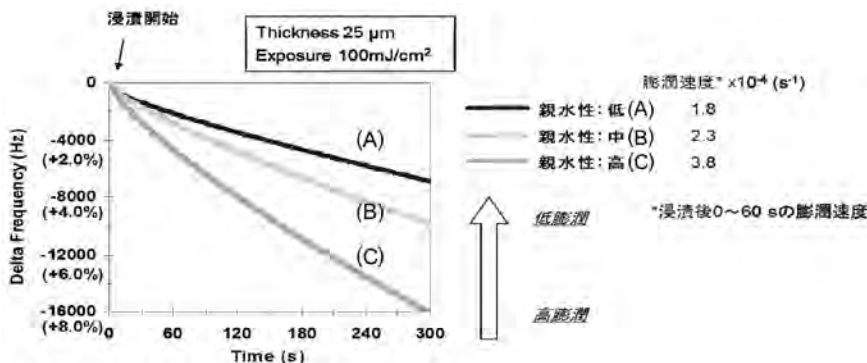 浸漬開始
Thickness 25 μm
Exposure 100mJ/cm²
膨潤速度* x10⁻⁴ (s⁻¹)
親水性：低(A) 1.8
親水性：中(B) 2.3
親水性：高(C) 3.8
低膨潤
*浸漬後0～60 sの膨潤速度
高膨潤
Delta Frequency (Hz)
0
-4000
(+2.0%)
-8000
(+4.0%)
-12000
(+6.0%)
-16000
(+8.0%)
(A)
(B)
(C)
0 60 120 180 240 300
Time (s)